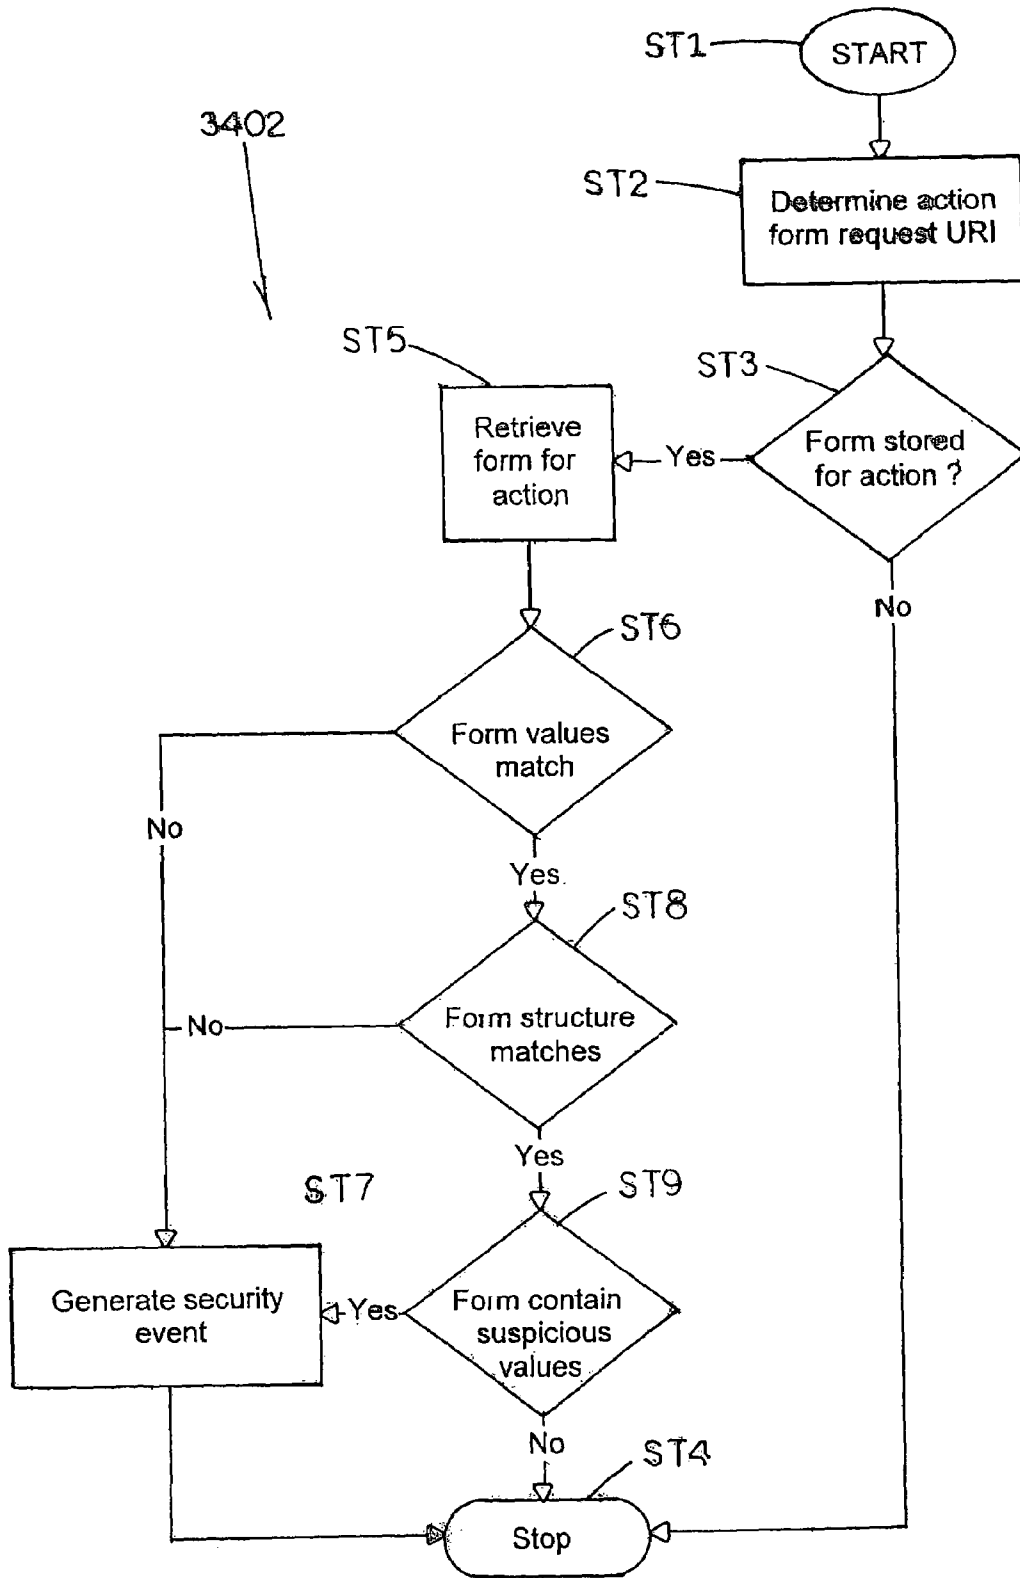 ST1
START
3402
ST2
Determine action
form request URI
ST5
ST3
Retrieve
form for
action
Yes
Form stored
for action ?
No
ST6
Form values
match
No
Yes
ST8
Form structure
matches
No
Yes
ST7
ST9
Generate security
event
Yes
Form contain
suspicious
values
No
ST4
Stop